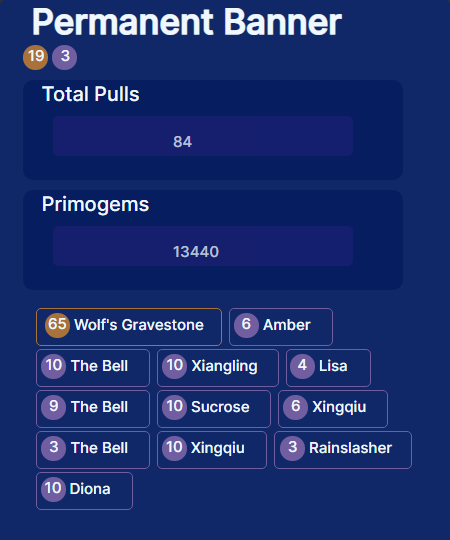 Permanent Banner
19 3
Total Pulls
84
Primogems
13440
65 Wolf's Gravestone 6 Amber
10 The Bell 10 Xiangling 4 Lisa
9 The Bell 10 Sucrose 6 Xingqiu
3 The Bell 10 Xingqiu 3 Rainslasher
10 Diona